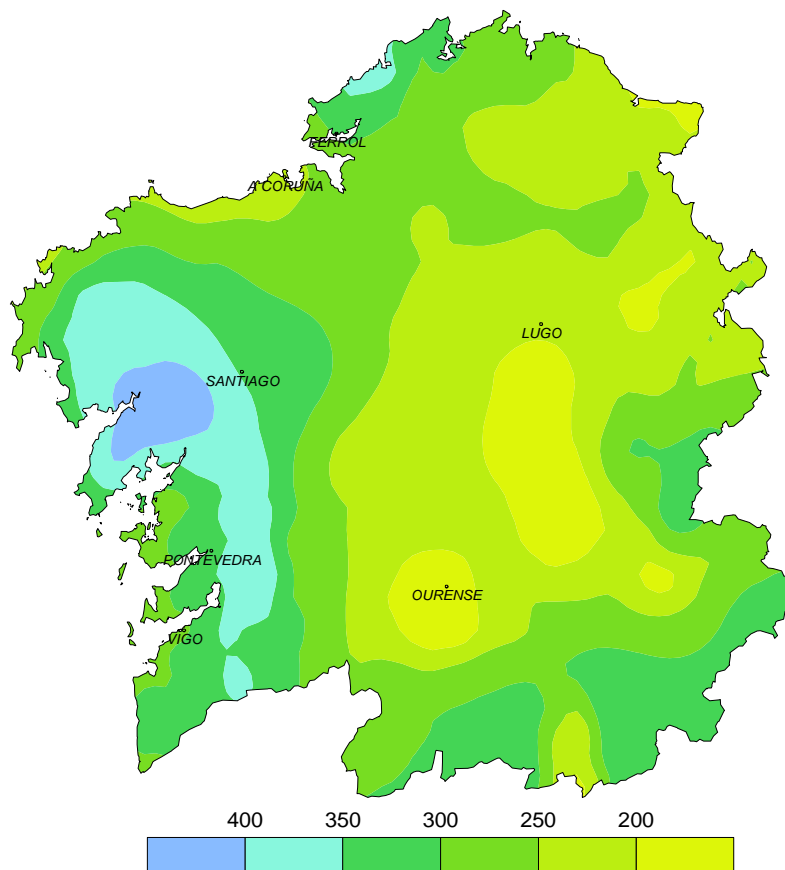 FERROL
A CORUÑA
LUGO
SANTIAGO
PONTEVEDRA
OURENSE
VIGO
400 350 300 250 200